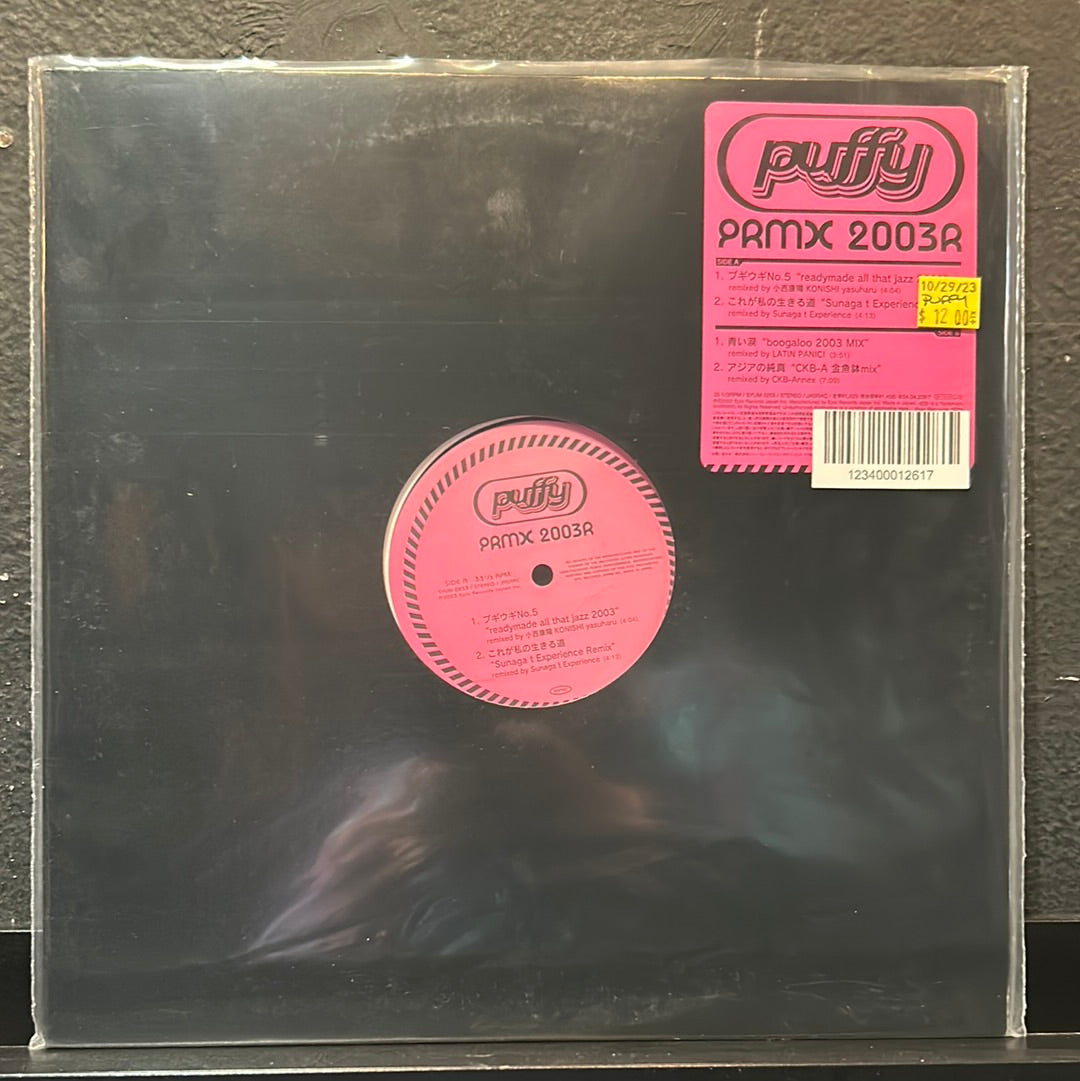 puffy
PRMX 2003R
SIDE A
1. ブギウギNo.5 "readymade all that jazz
remixed by 小西康陽 KONISHI yasuharu (4:04)
2. これが私の生きる道 "Sunaga t Experienc
remixed by Sunaga t Experience (4:13)
10/29/23
PUFFY
$ 12.00
1. 青い涙 "boogaloo 2003 MIX"
remixed by LATIN PANIC! (3:51)
2. アジアの純真 "CKB-A 金魚鉢mix"
remixed by CKB-Annex (7:09)
123400012617
puffy
PRMX 2003R
SIDE A 33 1/3 RPM
1. ブギウギNo.5
"readymade all that jazz 2003"
remixed by 小西康陽 KONISHI yasuharu (4:04)
2. これが私の生きる道
"Sunaga t Experience Remix"
remixed by Sunaga t Experience (4:13)